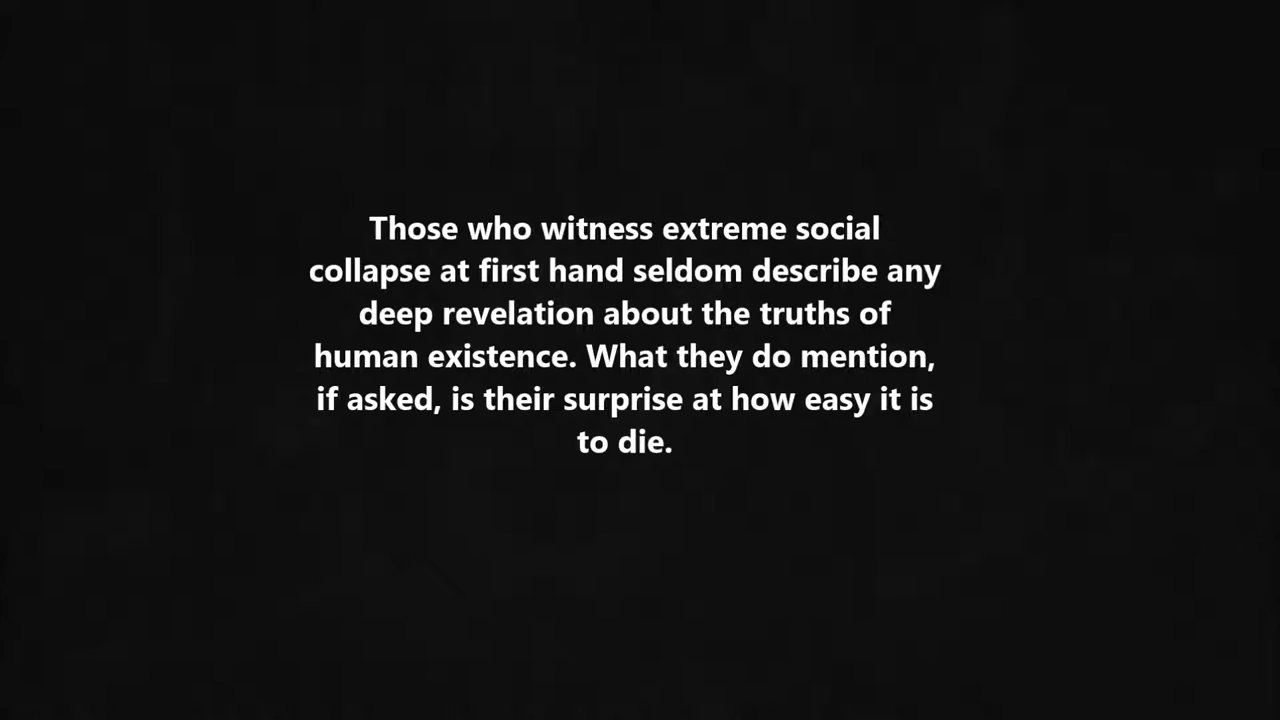 Those who witness extreme social
collapse at first hand seldom describe any
deep revelation about the truths of
human existence. What they do mention,
if asked, is their surprise at how easy it is
to die.